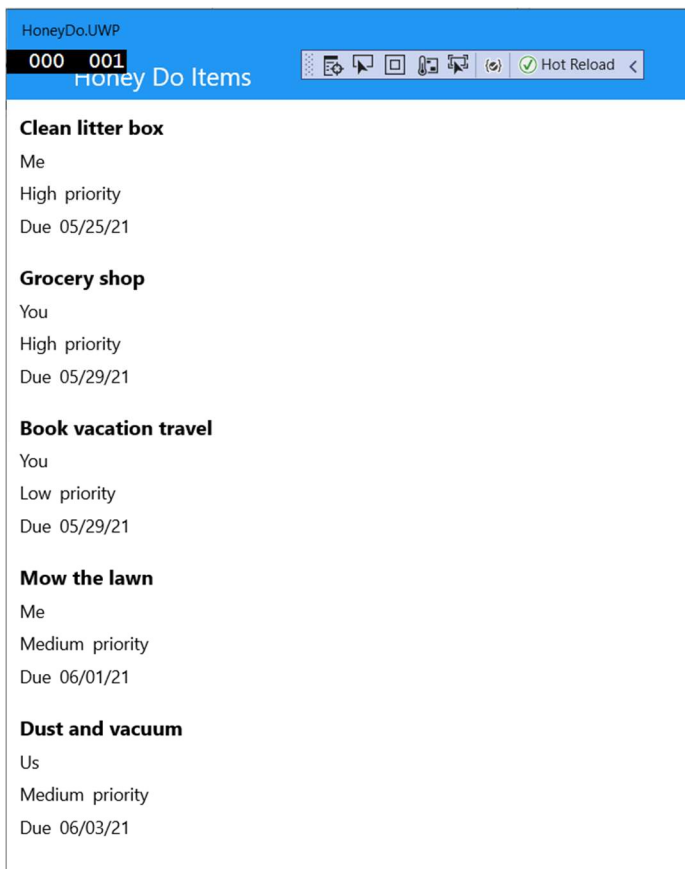 HoneyDo.UWP
000 001
Honey Do Items
Hot Reload
Clean litter box
Me
High priority
Due 05/25/21
Grocery shop
You
High priority
Due 05/29/21
Book vacation travel
You
Low priority
Due 05/29/21
Mow the lawn
Me
Medium priority
Due 06/01/21
Dust and vacuum
Us
Medium priority
Due 06/03/21